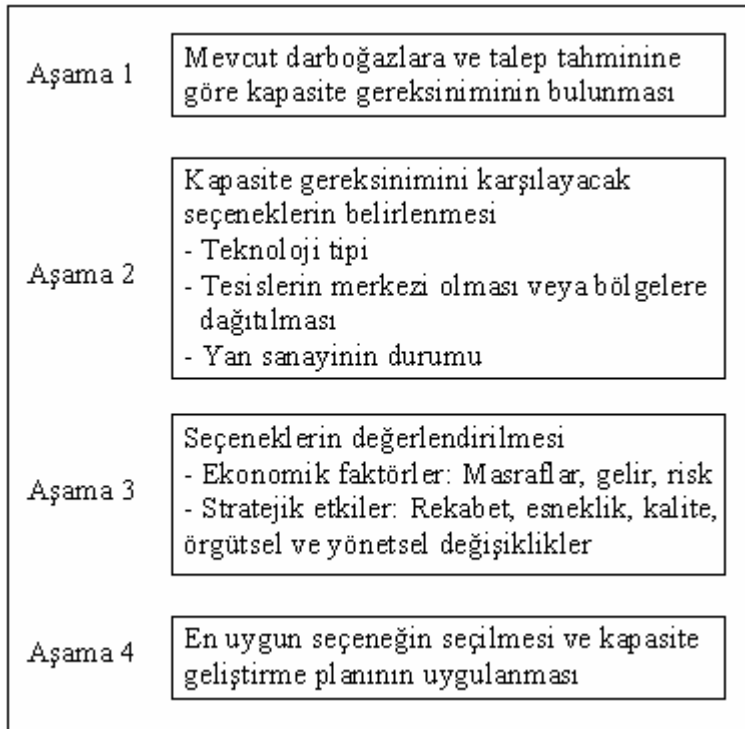 Aşama 1
Mevcut darboğazlara ve talep tahminine
göre kapasite gereksiniminin bulunması
Aşama 2
Kapasite gereksinimini karşılayacak
seçeneklerin belirlenmesi
- Teknoloji tipi
- Tesislerin merkezi olması veya bölgelere
dağıtılması
- Yan sanayinin durumu
Aşama 3
Seçeneklerin değerlendirilmesi
- Ekonomik faktörler: Masraflar, gelir, risk
- Stratejik etkiler: Rekabet, esneklik, kalite,
örgütsel ve yönetsel değişiklikler
Aşama 4
En uygun seçeneğin seçilmesi ve kapasite
geliştirme planının uygulanması